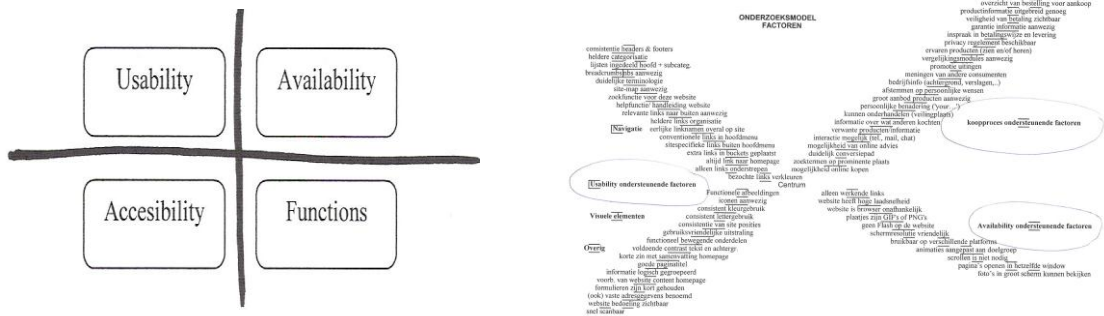 Usability
Availability
Accesibility
Functions
ONDERZOEKSMODEL
FACTOREN
consistentie headers & footers
heldere categorisatie
lijsten ingedeeld hoofd + subcateg.
breadcrumbs aanwezig
duidelijke terminologie
site-map aanwezig
zoekfunctie voor deze website
helpfunctie/ handleiding website
relevante links naar buiten aanwezig
heldere links organisatie
Navigatie
eerlijke linknamen overal op site
conventionele links in hoofdmenu
sitespecifieke links buiten hoofdmenu
extra links in buckets geplaatst
altijd link naar homepage
alleen links onderstrepen
bezochte links verkleuren
Usability ondersteunende factoren
Functionele afbeeldingen
iconen aanwezig
consistent kleurgebruik
Visuele elementen
consistent lettergebruik
consistentie van site posities
gebruiksvriendelijke uitstraling
functioneel bewegende onderdelen
Overig
voldoende contrast tekst en achtergr.
korte zin met samenvatting homepage
goede paginatitel
informatie logisch gegroepeerd
voorb. van website content homepage
formulieren zijn kort gehouden
(ook) vaste adresgegevens benoemd
website bedoeling zichtbaar
snel scanbaar
Centrum
overzicht van bestelling voor aankoop
productinformatie uitgebreid genoeg
veiligheid van betaling zichtbaar
garantie informatie aanwezig
inspraak in betalingswijze en levering
privacy regelement beschikbaar
ervaren producten (zien en/of horen)
vergelijkingsmodules aanwezig
promotie uitingen
meningen van andere consumenten
bedrijfsinfo (achtergrond, verslagen,..)
afstemmen op persoonlijke wensen
groot aanbod producten aanwezig
persoonlijke benadering ('your. ...')
kunnen onderhandelen (veilingplaats)
informatie over wat anderen kochten
verwante producten/informatie
interactie mogelijk (tel., mail, chat)
mogelijkheid van online advies
duidelijk conversiepad
zoektermen op prominente plaats
mogelijkheid online kopen
koopproces ondersteunende factoren
alleen werkende links
website heeft hoge laadsnelheid
website is browser onafhankelijk
plaatjes zijn GIF's of PNG's
geen Flash op de website
schermresolutie vriendelijk
bruikbaar op verschillende platforms
animaties aangepast aan doelgroep
scrollen is niet nodig
pagina's openen in hetzelfde window
foto's in groot scherm kunnen bekijken
Availability ondersteunende factoren